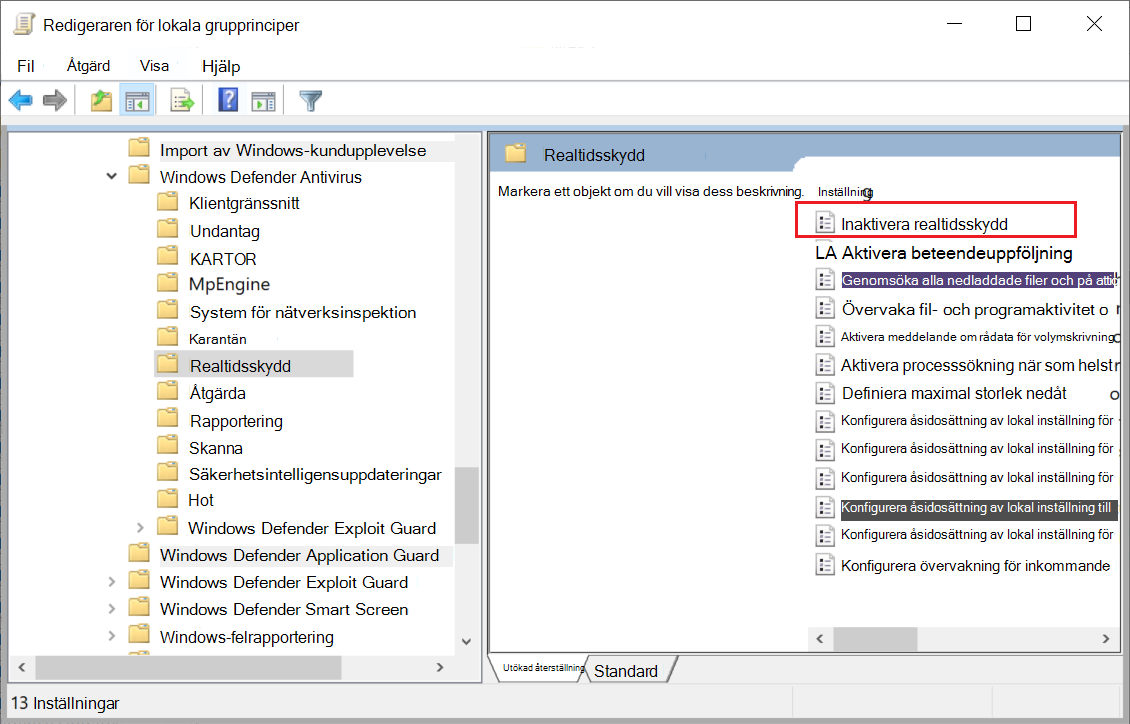 Redigeraren för lokala grupprinciper
Fil Åtgärd Visa Hjälp
Import av Windows-kundupplevelse
Windows Defender Antivirus
Klientgränssnitt
Undantag
KARTOR
MpEngine
System för nätverksinspektion
Karantän
Realtidsskydd
Åtgärda
Rapportering
Skanna
Säkerhetsintelligensuppdateringar
Hot
Windows Defender Exploit Guard
Windows Defender Application Guard
Windows Defender Exploit Guard
Windows Defender Smart Screen
Windows-felrapportering
Realtidsskydd
Markera ett objekt om du vill visa dess beskrivning.
Inställning
Inaktivera realtidsskydd
LA Aktivera beteendeuppföljning
Genomsöka alla nedladdade filer och på attig
Övervaka fil- och programaktivitet o
Aktivera meddelande om rådata för volymskrivning
Aktivera processsökning när som helst
Definiera maximal storlek nedåt
Konfigurera åsidosättning av lokal inställning för
Konfigurera åsidosättning av lokal inställning för
Konfigurera åsidosättning av lokal inställning för
Konfigurera åsidosättning av lokal inställning till
Konfigurera åsidosättning av lokal inställning för
Konfigurera övervakning för inkommande
Utökad återställning Standard
13 Inställningar